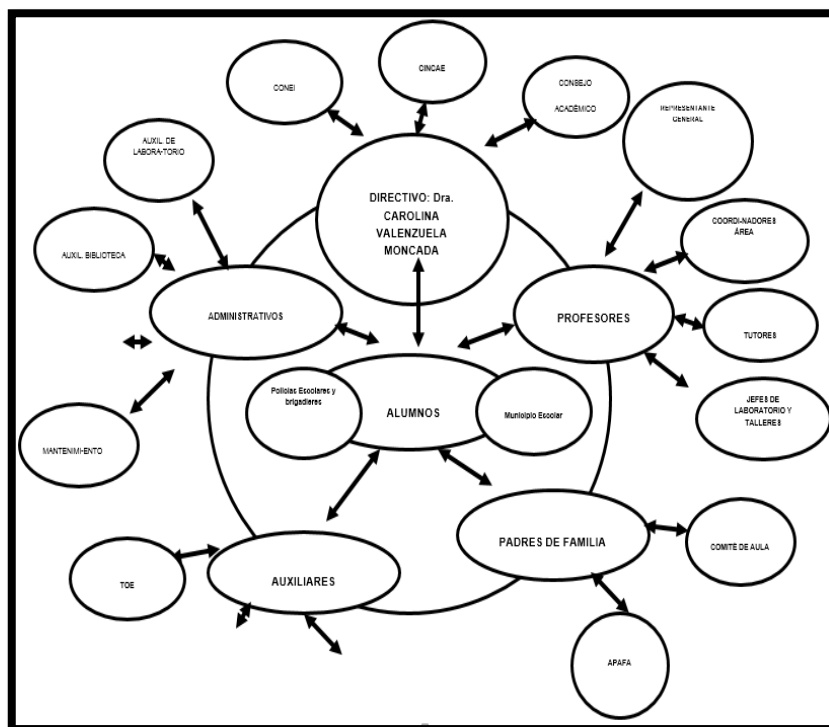 CINCAE
CONEI
CONSEJO
ACADÉMICO
REPRESENTANTE
GENERAL
AUXIL. DE
LABORA-TORIO
DIRECTIVO: Dra.
CAROLINA
VALENZUELA
MONCADA
COORDI-NADORES
ÁREA
AUXIL. BIBLIOTECA
ADMINISTRATIVOS
PROFESORES
TUTORES
Policías Escolares y
brigadieres
ALUMNOS
Municipio Escolar
JEFES DE
LABORATORIO Y
TALLERES
MANTENIMI-ENTO
PADRES DE FAMILIA
COMITÉ DE AULA
TOE
AUXILIARES
APAFA